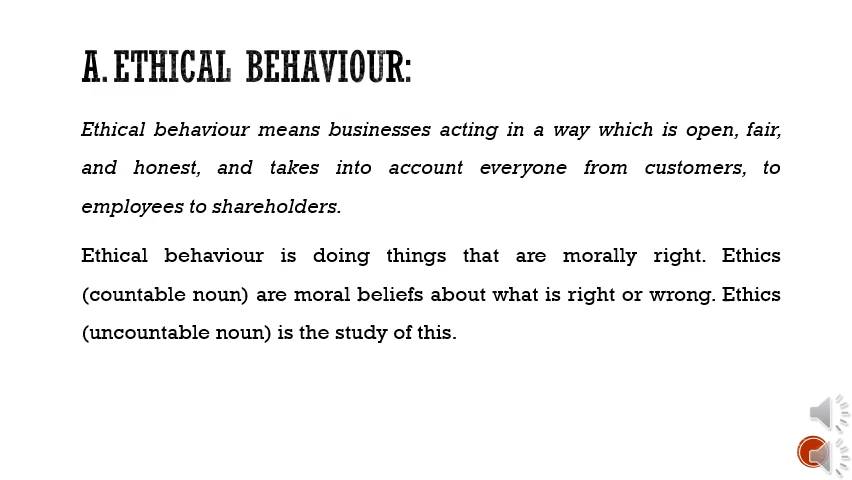 A. ETHICAL BEHAVIOUR:
Ethical behaviour means businesses acting in a way which is open, fair,
and honest, and takes into account everyone from customers, to
employees to shareholders.
Ethical behaviour is doing things that are morally right. Ethics
(countable noun) are moral beliefs about what is right or wrong. Ethics
(uncountable noun) is the study of this.